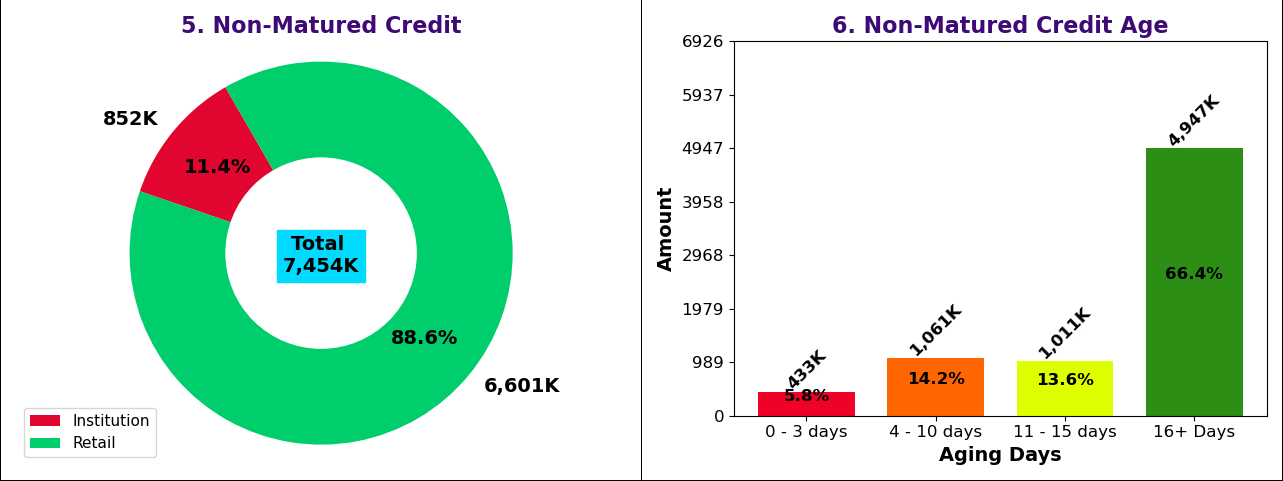 5. Non-Matured Credit
852K
11.4%
Total
7,454K
88.6%
6,601K
Institution
Retail
6. Non-Matured Credit Age
Amount
6926
5937
4947
3958
2968
1979
989
0
433K
5.8%
1,061K
14.2%
1,011K
13.6%
4,947K
66.4%
0 - 3 days
4 - 10 days
11 - 15 days
16+ Days
Aging Days